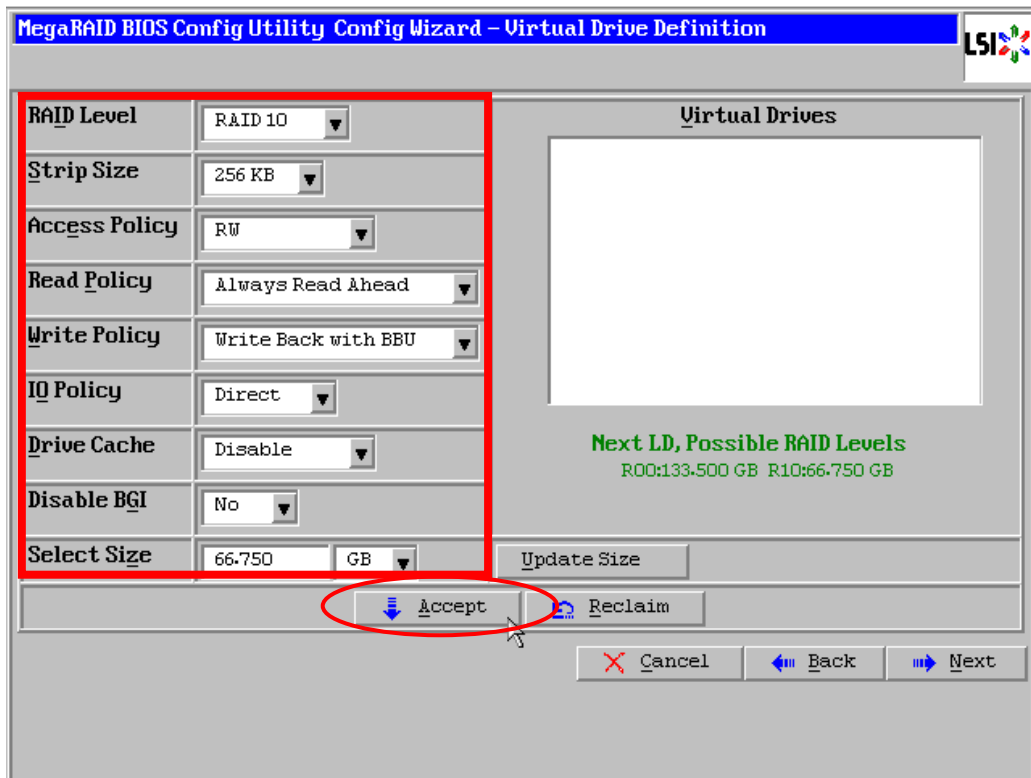 MegaRAID BIOS Config Utility Config Wizard – Virtual Drive Definition
LSI
RAID Level RAID 10
Strip Size 256 KB
Access Policy RW
Read Policy Always Read Ahead
Write Policy Write Back with BBU
IO Policy Direct
Drive Cache Disable
Disable BGI No
Select Size 66.750 GB Update Size
Virtual Drives
Next LD, Possible RAID Levels
R00:133.500 GB R10:66.750 GB
Accept Reclaim
Cancel Back Next